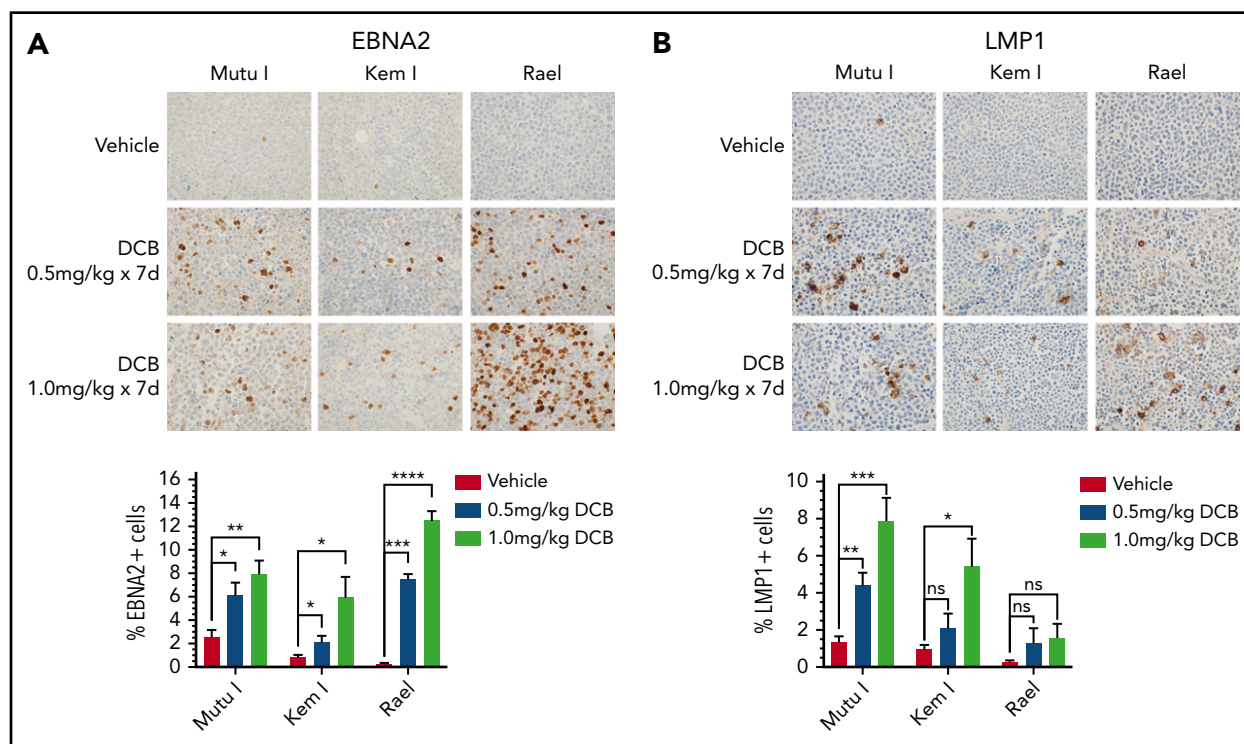 A
EBNA2
Mutu I
Kem I
Rael
Vehicle
DCB
0.5mg/kg x 7d
DCB
1.0mg/kg x 7d
% EBNA2 + cells
16
14
12
10
8
6
4
2
0
*
**
*
*
***
****
Mutu I
Kem I
Rael
Vehicle
0.5mg/kg DCB
1.0mg/kg DCB
B
LMP1
Mutu I
Kem I
Rael
Vehicle
DCB
0.5mg/kg x 7d
DCB
1.0mg/kg x 7d
% LMP1 + cells
10
8
6
4
2
0
**
***
ns
*
ns
ns
Mutu I
Kem I
Rael
Vehicle
0.5mg/kg DCB
1.0mg/kg DCB